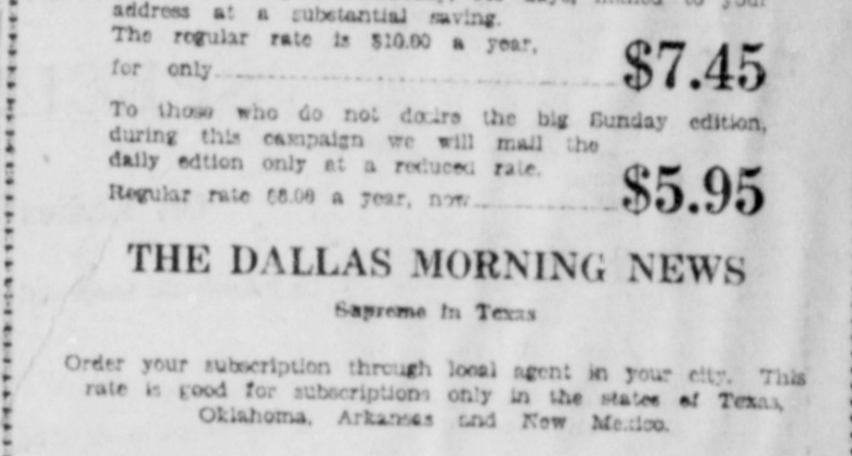 address at a substantial saving.
The regular rate is $10.00 a year,
for only $7.45
To those who do not desire the big Sunday edition,
during this campaign we will mail the
daily edtion only at a reduced rate.
Regular rate $8.00 a year, now $5.95
THE DALLAS MORNING NEWS
Supreme In Texas
Order your subscription through local agent in your city. This
rate is good for subscriptions only in the states of Texas,
Oklahoma, Arkansas and New Mexico.